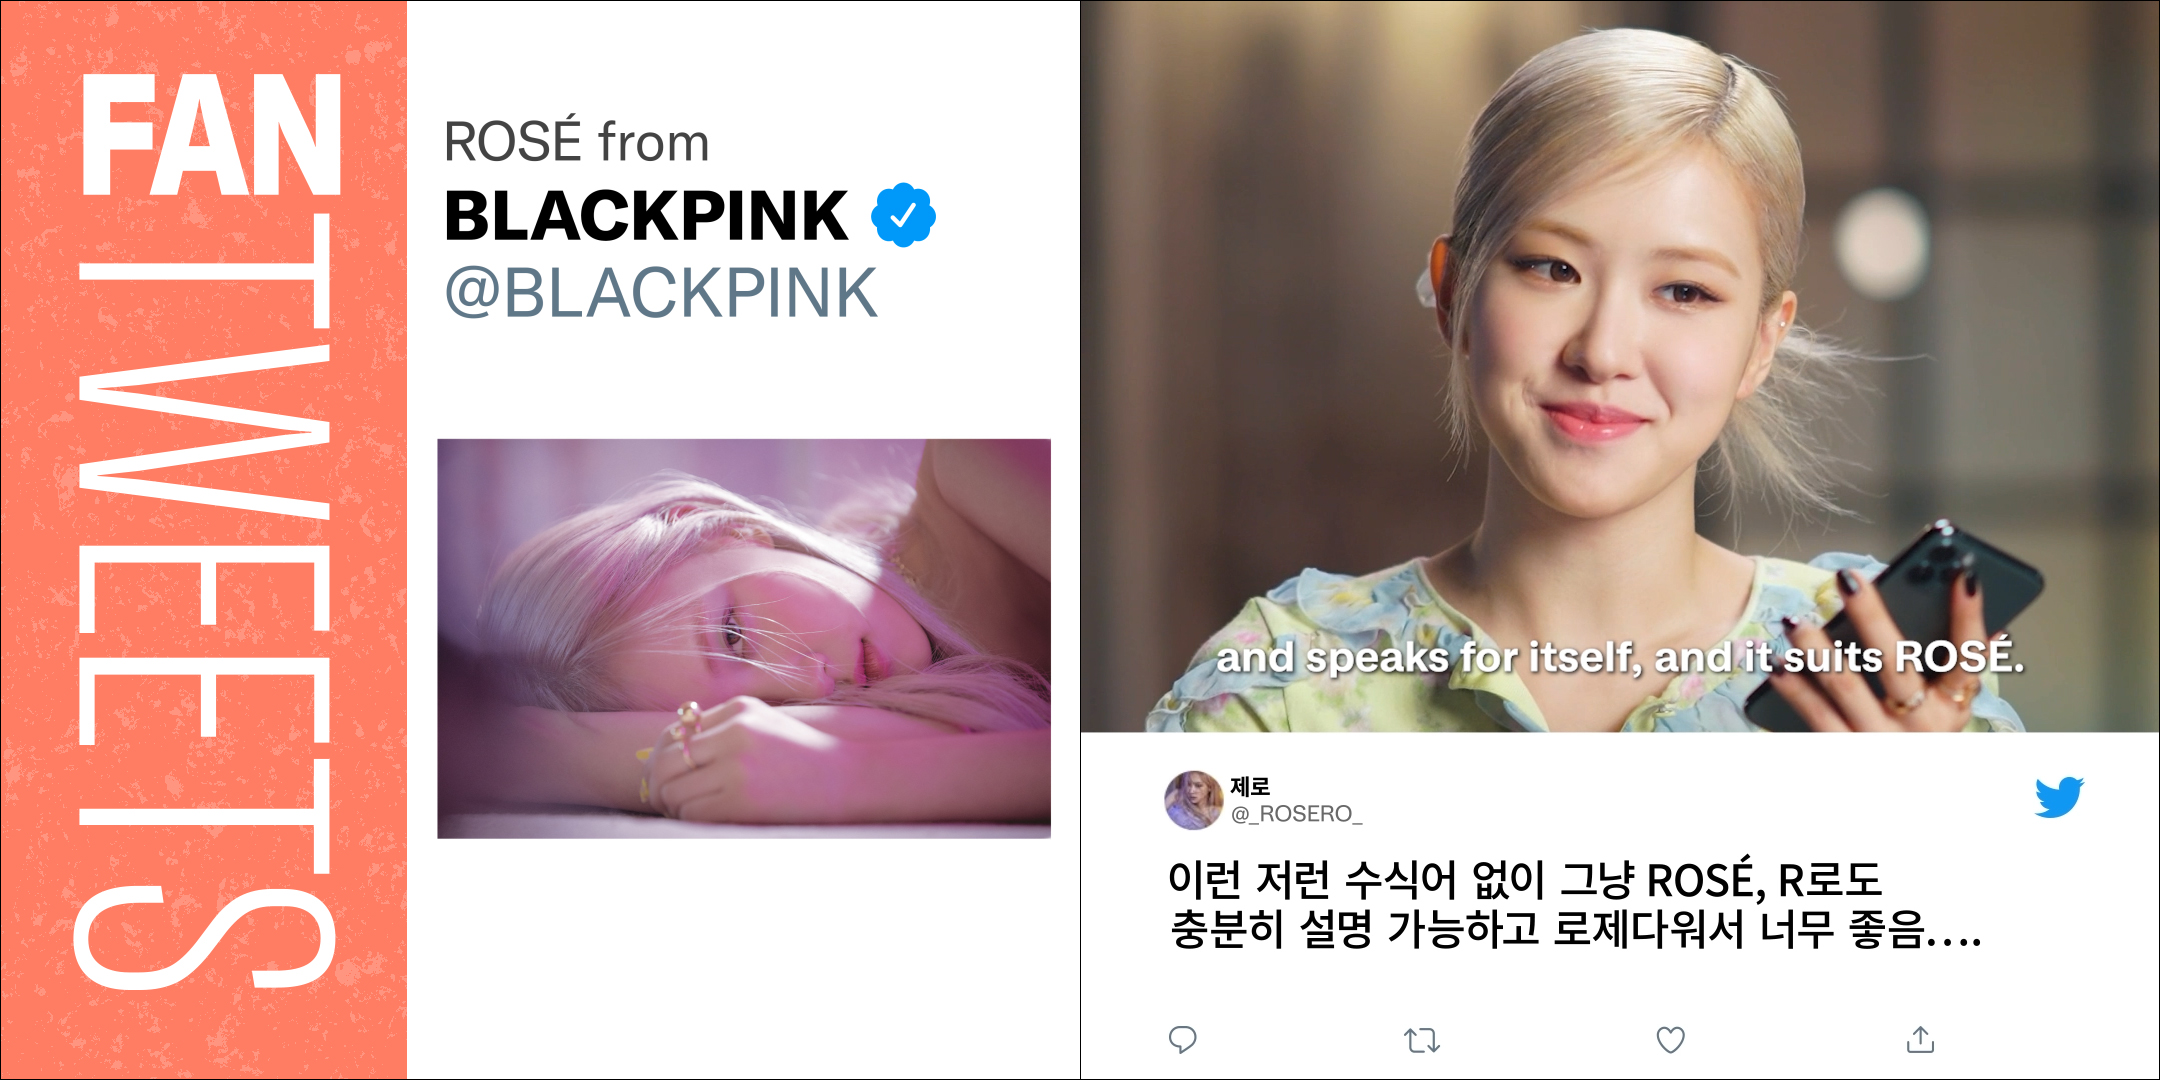 FAN
TWEETS
ROSÉ from
BLACKPINK
@BLACKPINK
and speaks for itself, and it suits ROSÉ.
제로
@_ROSERO_
이런 저런 수식어 없이 그냥 ROSÉ, R로도
충분히 설명 가능하고 로제다워서 너무 좋음....